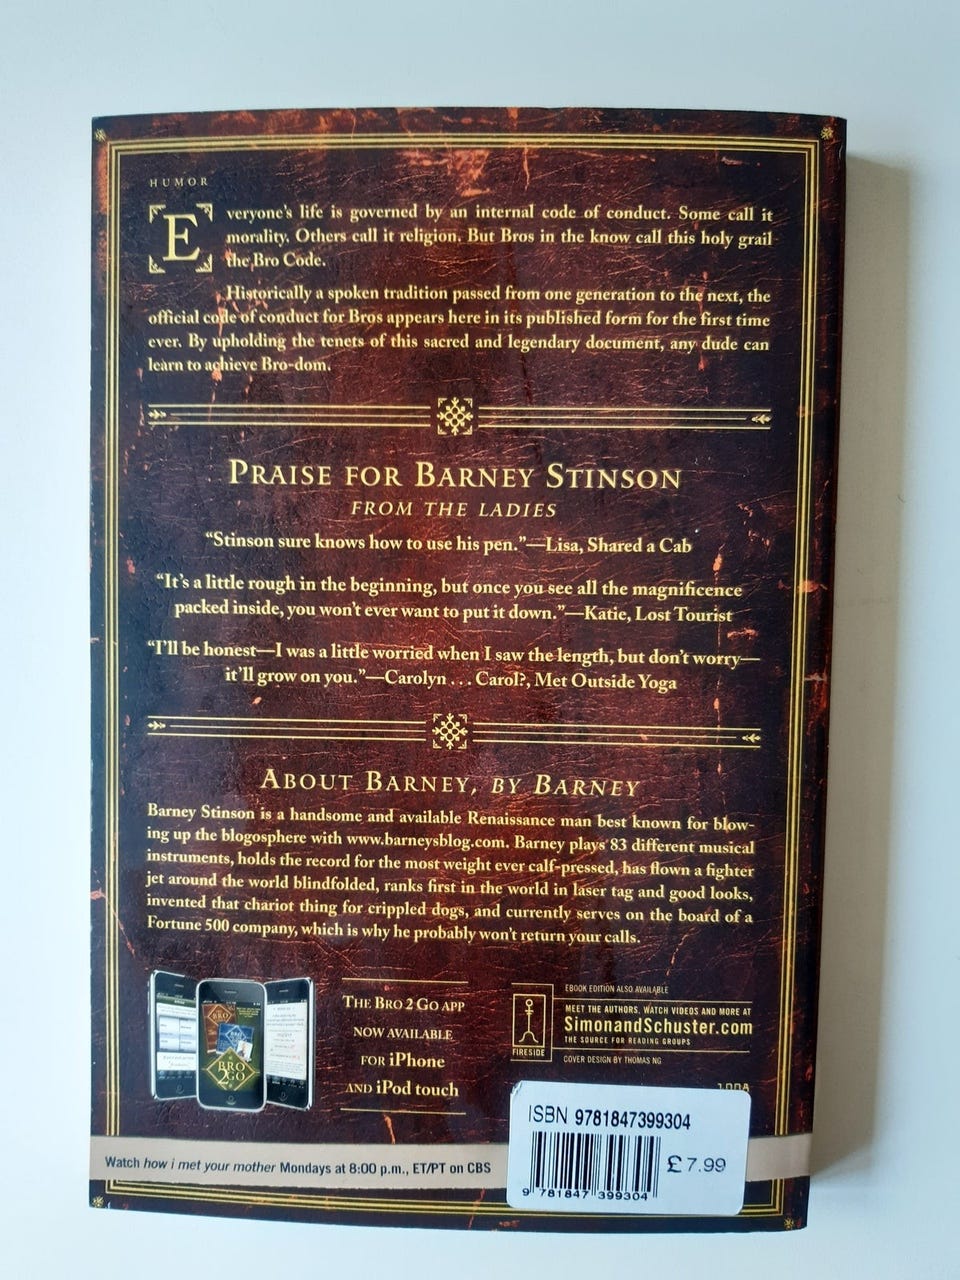 HUMOR
Everyone's life is governed by an internal code of conduct. Some call it
morality. Others call it religion. But Bros in the know call this holy grail
the Bro Code.
Historically a spoken tradition passed from one generation to the next, the
official code of conduct for Bros appears here in its published form for the first time
ever. By upholding the tenets of this sacred and legendary document, any dude can
learn to achieve Bro-dom.
PRAISE FOR BARNEY STINSON
FROM THE LADIES
“Stinson sure knows how to use his pen.”—Lisa, Shared a Cab
“It's a little rough in the beginning, but once you see all the magnificence
packed inside, you won't ever want to put it down.”—Katie, Lost Tourist
“I'll be honest—I was a little worried when I saw the length, but don't worry—
it'll grow on you.”—Carolyn . . . Carol?, Met Outside Yoga
ABOUT BARNEY, BY BARNEY
Barney Stinson is a handsome and available Renaissance man best known for blow-
ing up the blogosphere with www.barneysblog.com. Barney plays 83 different musical
instruments, holds the record for the most weight ever calf-pressed, has flown a fighter
jet around the world blindfolded, ranks first in the world in laser tag and good looks,
invented that chariot thing for crippled dogs, and currently serves on the board of a
Fortune 500 company, which is why he probably won't return your calls.
BRO
2
GO
THE BRO 2 GO APP
NOW AVAILABLE
FOR iPhone
AND iPod touch
FIRESIDE
EBOOK EDITION ALSO AVAILABLE
MEET THE AUTHORS, WATCH VIDEOS AND MORE AT
SimonandSchuster.com
THE SOURCE FOR READING GROUPS
COVER DESIGN BY THOMAS NG
ISBN 9781847399304
£7.99
9 781847 399304
Watch how i met your mother Mondays at 8:00 p.m., ET/PT on CBS